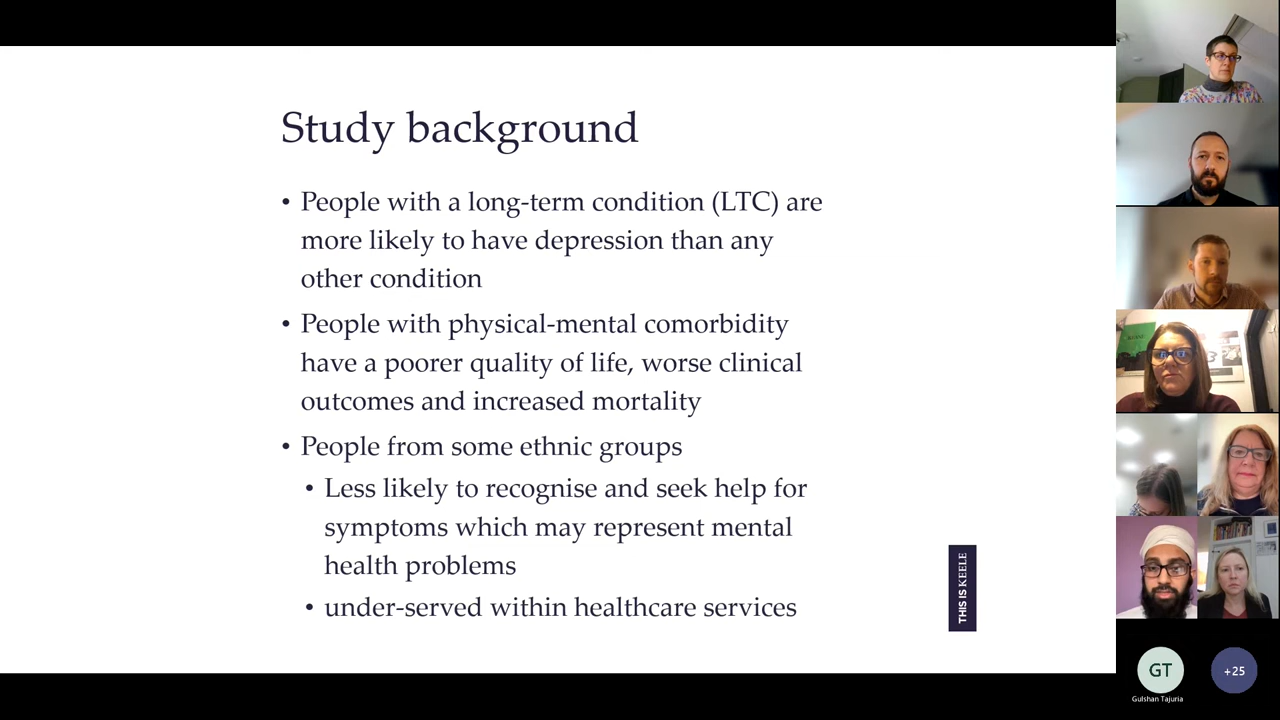 Study background
• People with a long-term condition (LTC) are
more likely to have depression than any
other condition
• People with physical-mental comorbidity
have a poorer quality of life, worse clinical
outcomes and increased mortality
• People from some ethnic groups
• Less likely to recognise and seek help for
symptoms which may represent mental
health problems
• under-served within healthcare services
THIS IS KEELE
GT
+25
Gulshan Tajuria